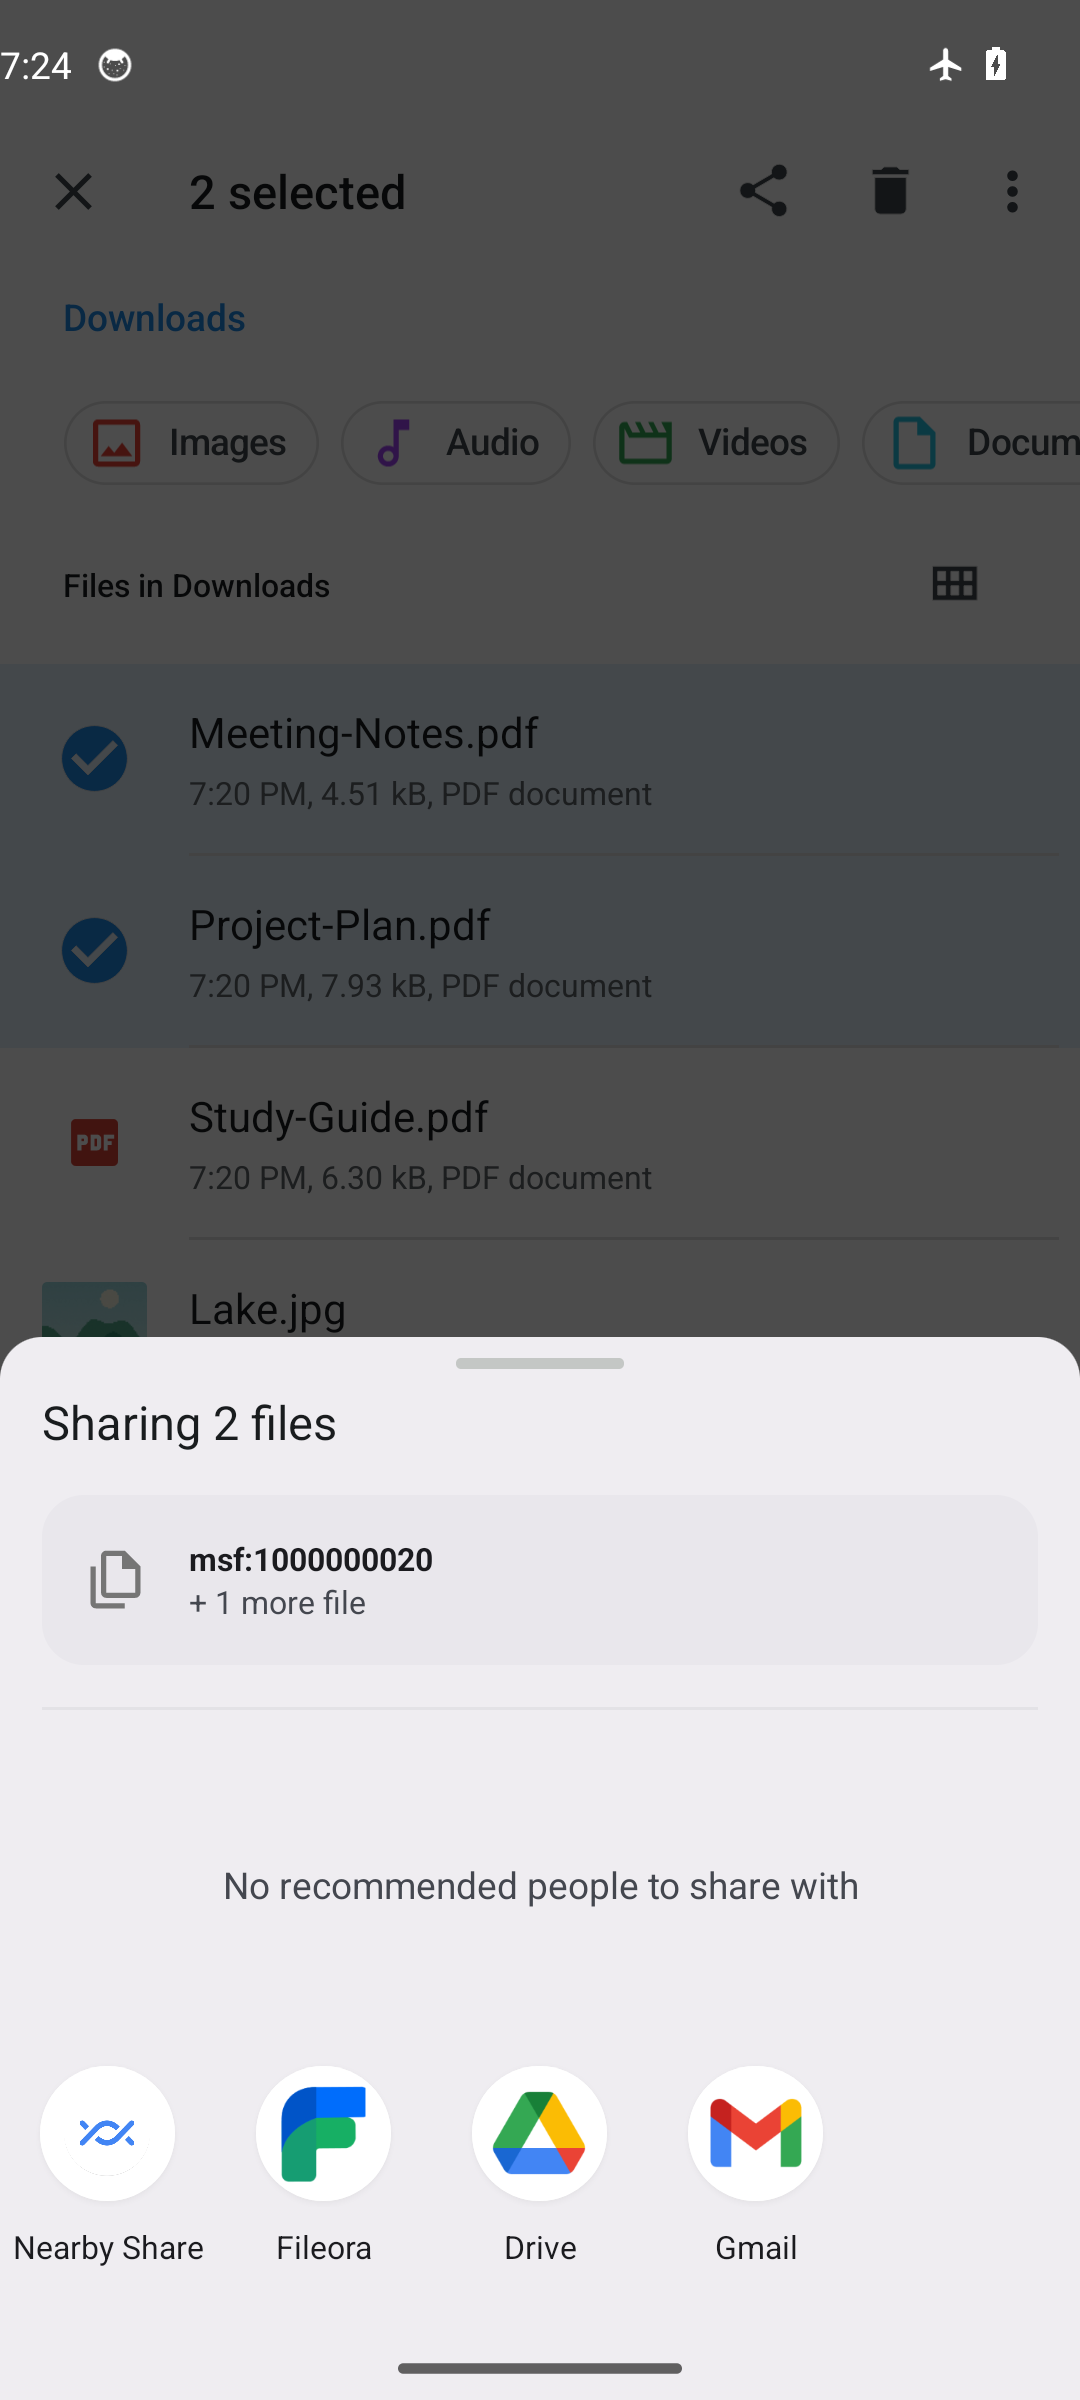 7:24
2 selected
Downloads
Images
Audio
Videos
Docum
Files in Downloads
Meeting-Notes.pdf
7:20 PM, 4.51 kB, PDF document
Project-Plan.pdf
7:20 PM, 7.93 kB, PDF document
PDF
Study-Guide.pdf
7:20 PM, 6.30 kB, PDF document
Lake.jpg
Sharing 2 files
msf:1000000020
+ 1 more file
No recommended people to share with
Nearby Share
Fileora
Drive
Gmail